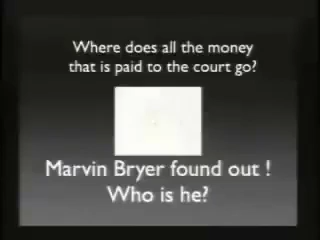 Where does all the money
that is paid to the court go?
Marvin Bryer found out !
Who is he?